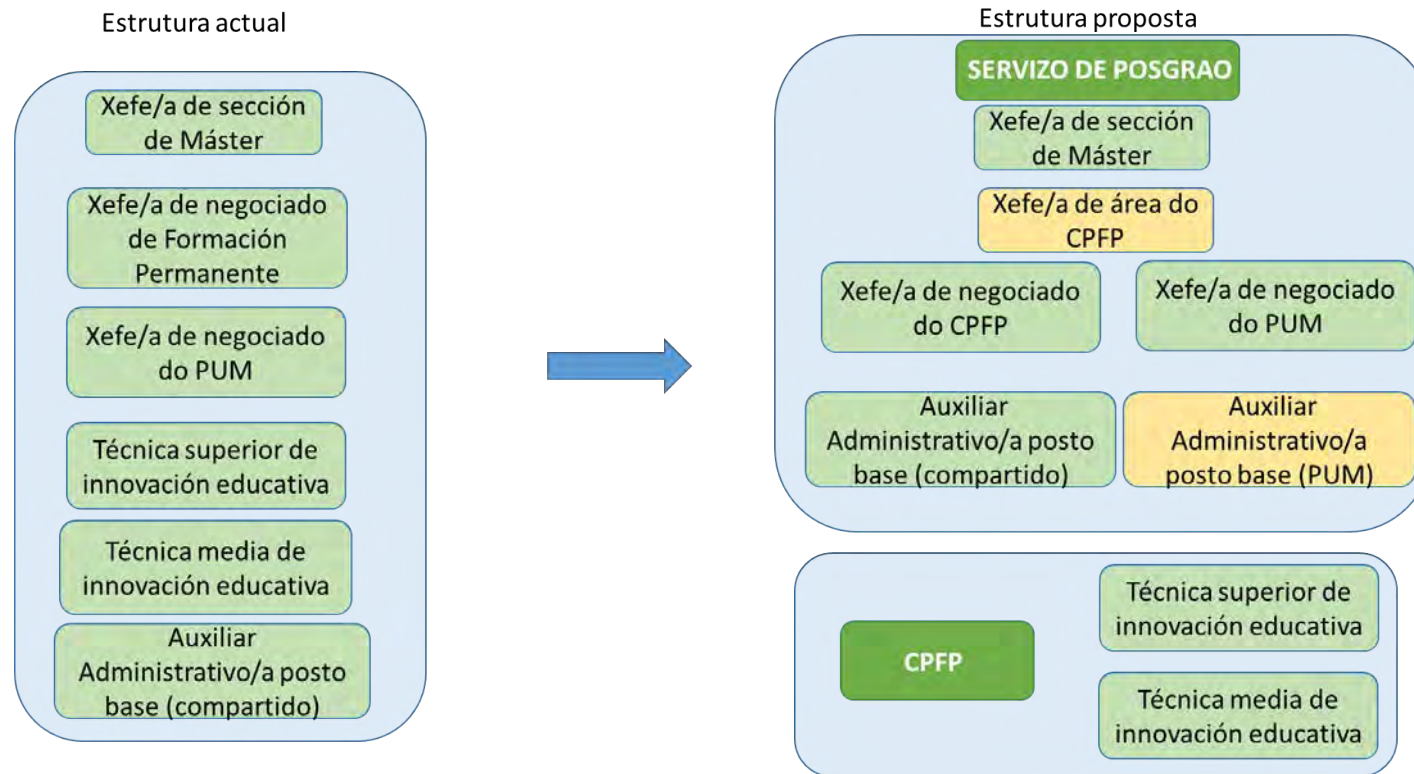 Estrutura actual
Xefe/a de sección
de Máster
Xefe/a de negociado
de Formación
Permanente
Xefe/a de negociado
do PUM
Técnica superior de
innovación educativa
Técnica media de
innovación educativa
Auxiliar
Administrativo/a posto
base (compartido)
Estrutura proposta
SERVIZO DE POSGRAO
Xefe/a de sección
de Máster
Xefe/a de área do
CPFP
Xefe/a de negociado
do CPFP
Xefe/a de negociado
do PUM
Auxiliar
Administrativo/a posto
base (compartido)
Auxiliar
Administrativo/a
posto base (PUM)
CPFP
Técnica superior de
innovación educativa
Técnica media de
innovación educativa